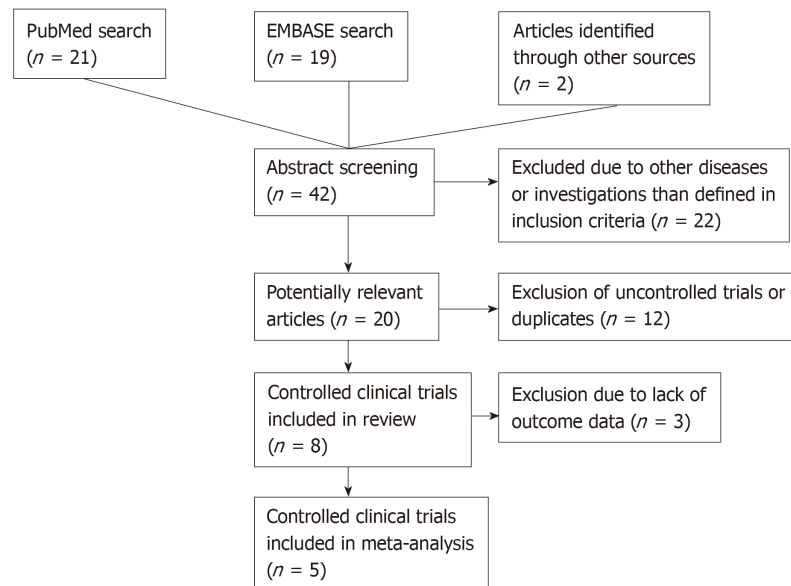 PubMed search
(n = 21)
EMBASE search
(n = 19)
Articles identified
through other sources
(n = 2)
Abstract screening
(n = 42)
Excluded due to other diseases
or investigations than defined in
inclusion criteria (n = 22)
Potentially relevant
articles (n = 20)
Exclusion of uncontrolled trials or
duplicates (n = 12)
Controlled clinical trials
included in review
(n = 8)
Exclusion due to lack of
outcome data (n = 3)
Controlled clinical trials
included in meta-analysis
(n = 5)